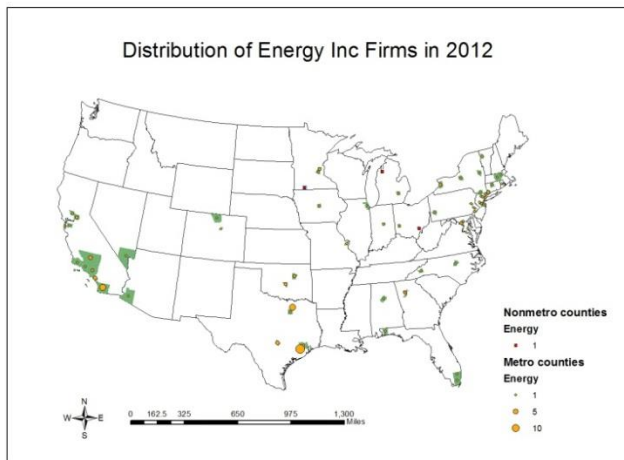 Distribution of Energy Inc Firms in 2012
Nonmetro counties
Energy
1
Metro counties
Energy
1
5
10
N
W E
S
0 162.5 325 650 975 1,300
Miles